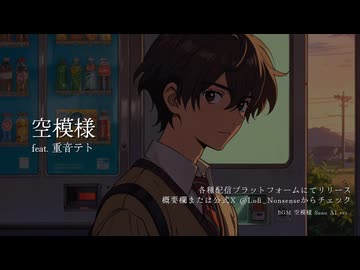 空模様
feat. 重音テト
各種配信プラットフォームにてリリース
概要欄または公式X @Lofi_Nonsenseからチェック
BGM 空模様 Suno AI ver.